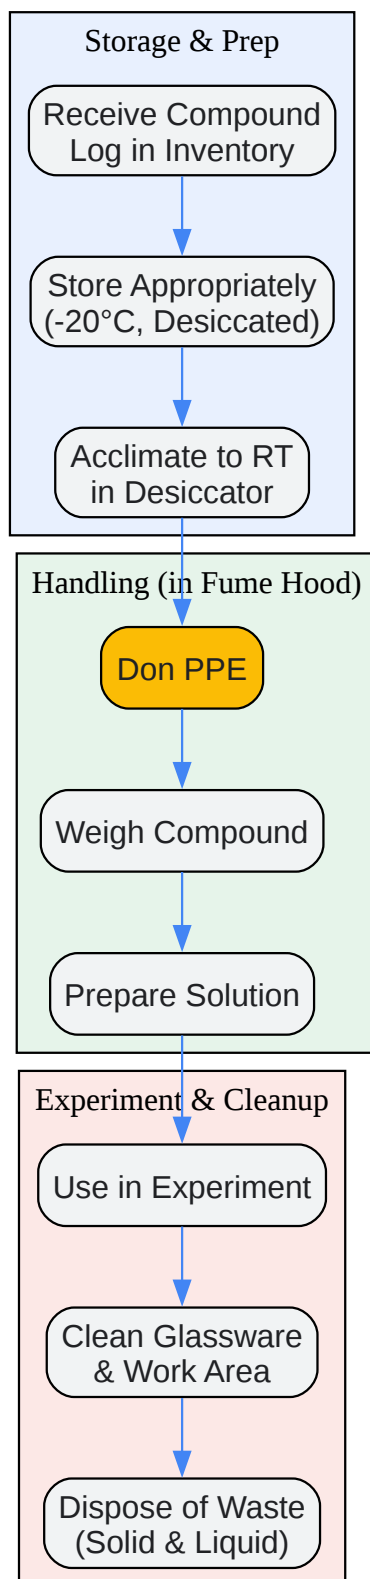 Storage & Prep
Receive Compound
Log in Inventory
Store Appropriately
(-20°C, Desiccated)
Acclimate to RT
in Desiccator
Handling (in Fume Hood)
Don PPE
Weigh Compound
Prepare Solution
Experiment & Cleanup
Use in Experiment
Clean Glassware
& Work Area
Dispose of Waste
(Solid & Liquid)